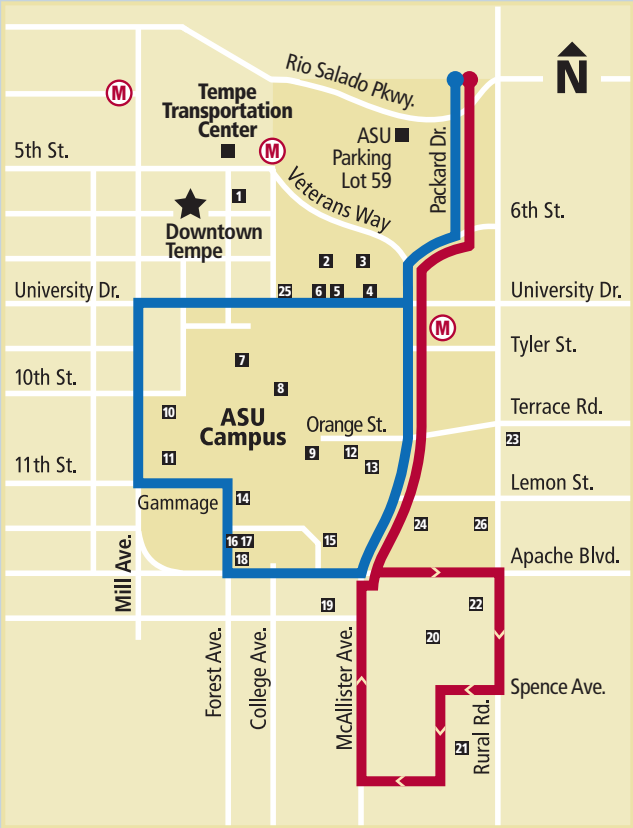 Rio Salado Pkwy.
N
M
Tempe
Transportation
Center
M
ASU
Parking
Lot 59
Packard Dr.
5th St.
Veterans Way
1
6th St.
Downtown
Tempe
2
3
University Dr.
25
6
5
4
University Dr.
M
Tyler St.
7
10th St.
8
Terrace Rd.
10
ASU
Campus
Orange St.
23
9
12
11
13
11th St.
Lemon St.
Gammage
14
24
26
16
17
15
18
Apache Blvd.
Mill Ave.
19
22
20
Forest Ave.
College Ave.
McAllister Ave.
Spence Ave.
Rural Rd.
21